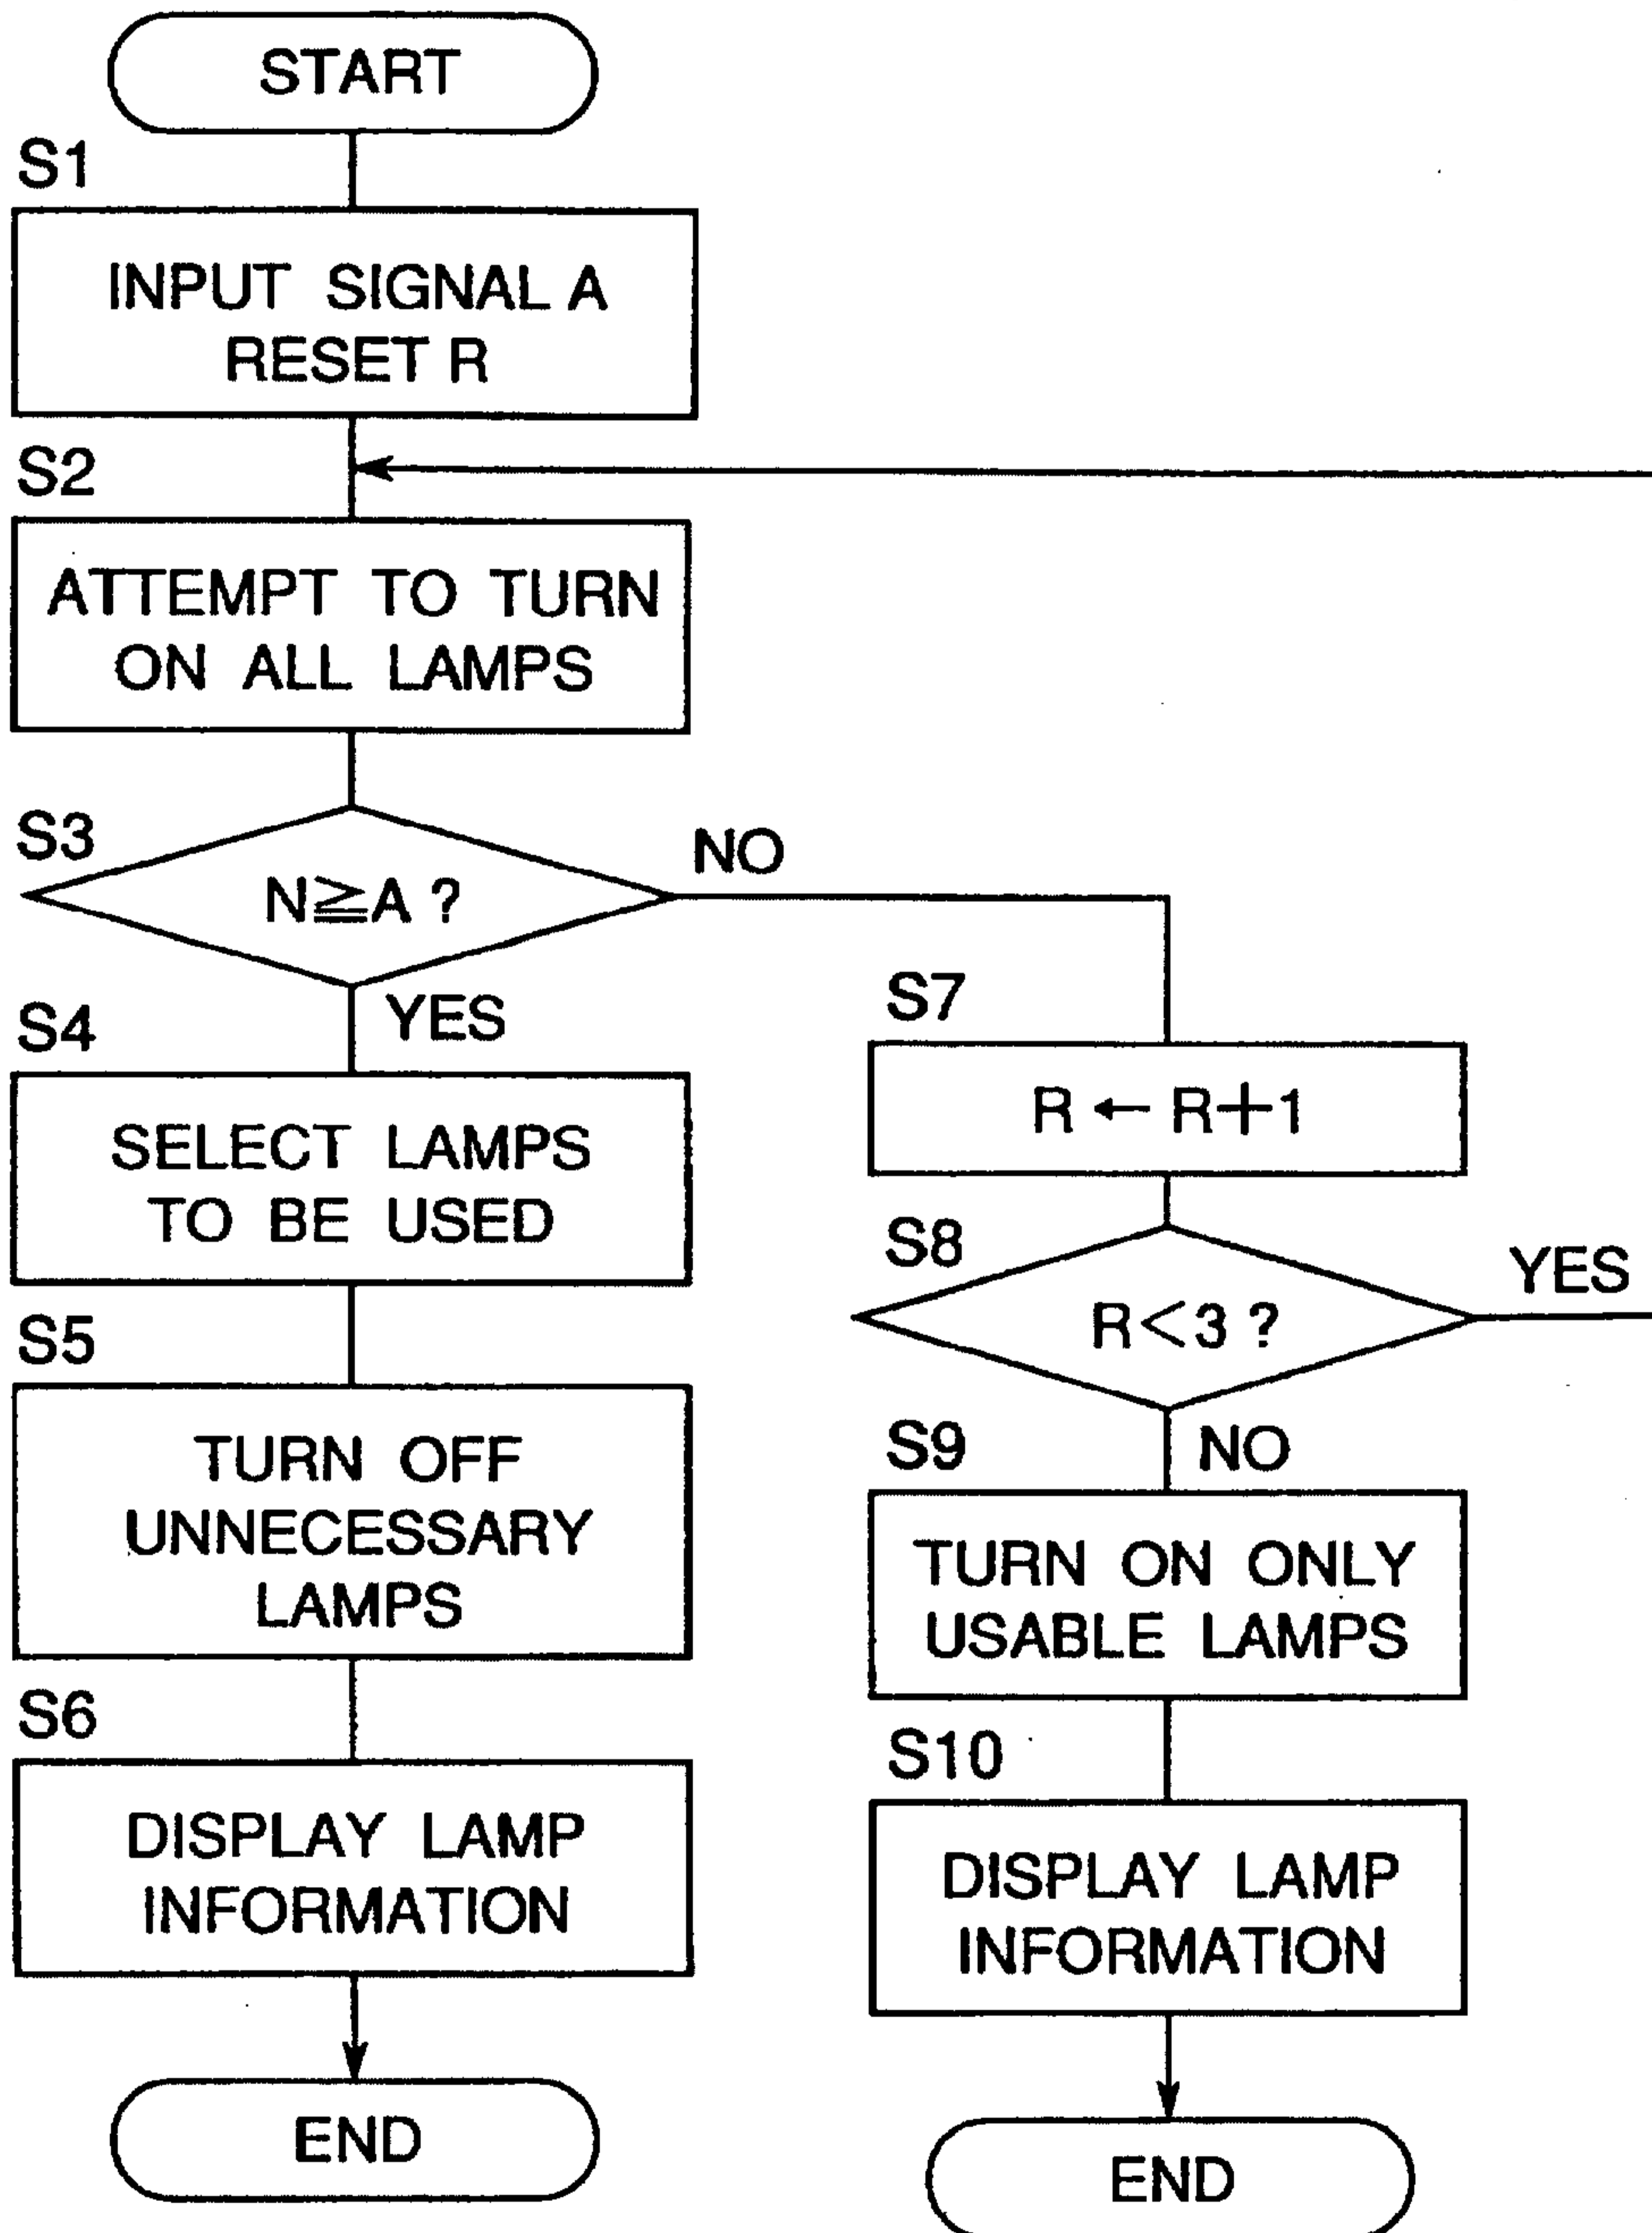 START
S1
INPUT SIGNAL A
RESET R
S2
ATTEMPT TO TURN
ON ALL LAMPS
S3
N≧A ?
NO
YES
S4
SELECT LAMPS
TO BE USED
S5
TURN OFF
UNNECESSARY
LAMPS
S6
DISPLAY LAMP
INFORMATION
END
S7
R ← R+1
S8
R<3 ?
YES
NO
S9
TURN ON ONLY
USABLE LAMPS
S10
DISPLAY LAMP
INFORMATION
END